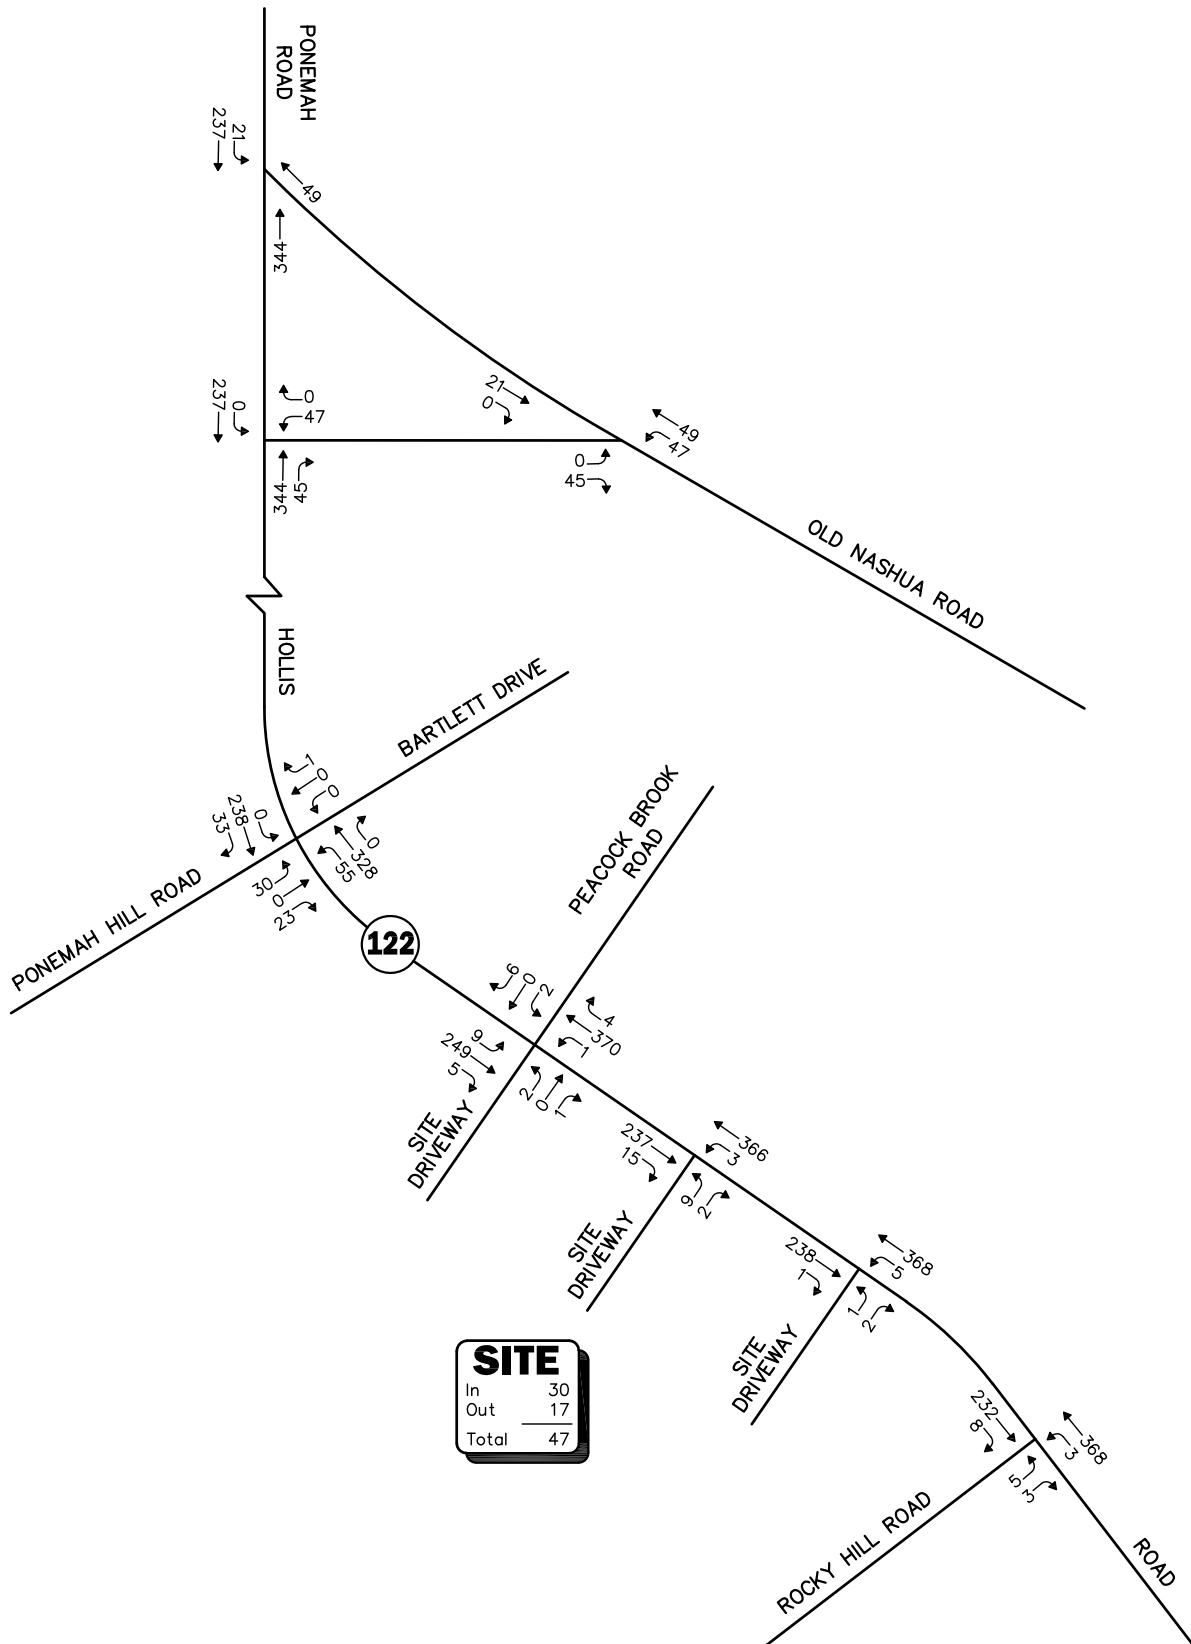 PONEMAH
ROAD
21
237
49
344
0
237
0
47
21
0
49
47
344
45
0
45
OLD NASHUA ROAD
HOLLIS
BARTLETT DRIVE
1
0
0
0
238
33
0
328
55
30
0
23
PONEMAH HILL ROAD
122
PEACOCK BROOK
ROAD
6
0
2
4
370
1
9
249
5
2
0
1
SITE
DRIVEWAY
237
15
366
3
9
2
SITE
DRIVEWAY
238
1
368
5
1
2
SITE
DRIVEWAY
SITE
In 30
Out 17
Total 47
232
8
368
3
5
3
ROCKY HILL ROAD
ROAD